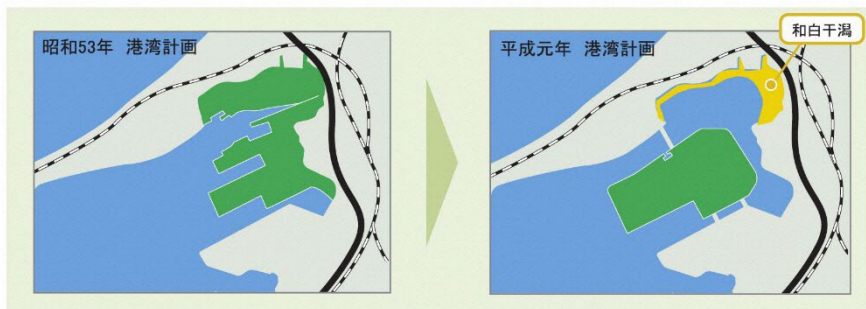 昭和53年 港湾計画
平成元年 港湾計画
和白干潟